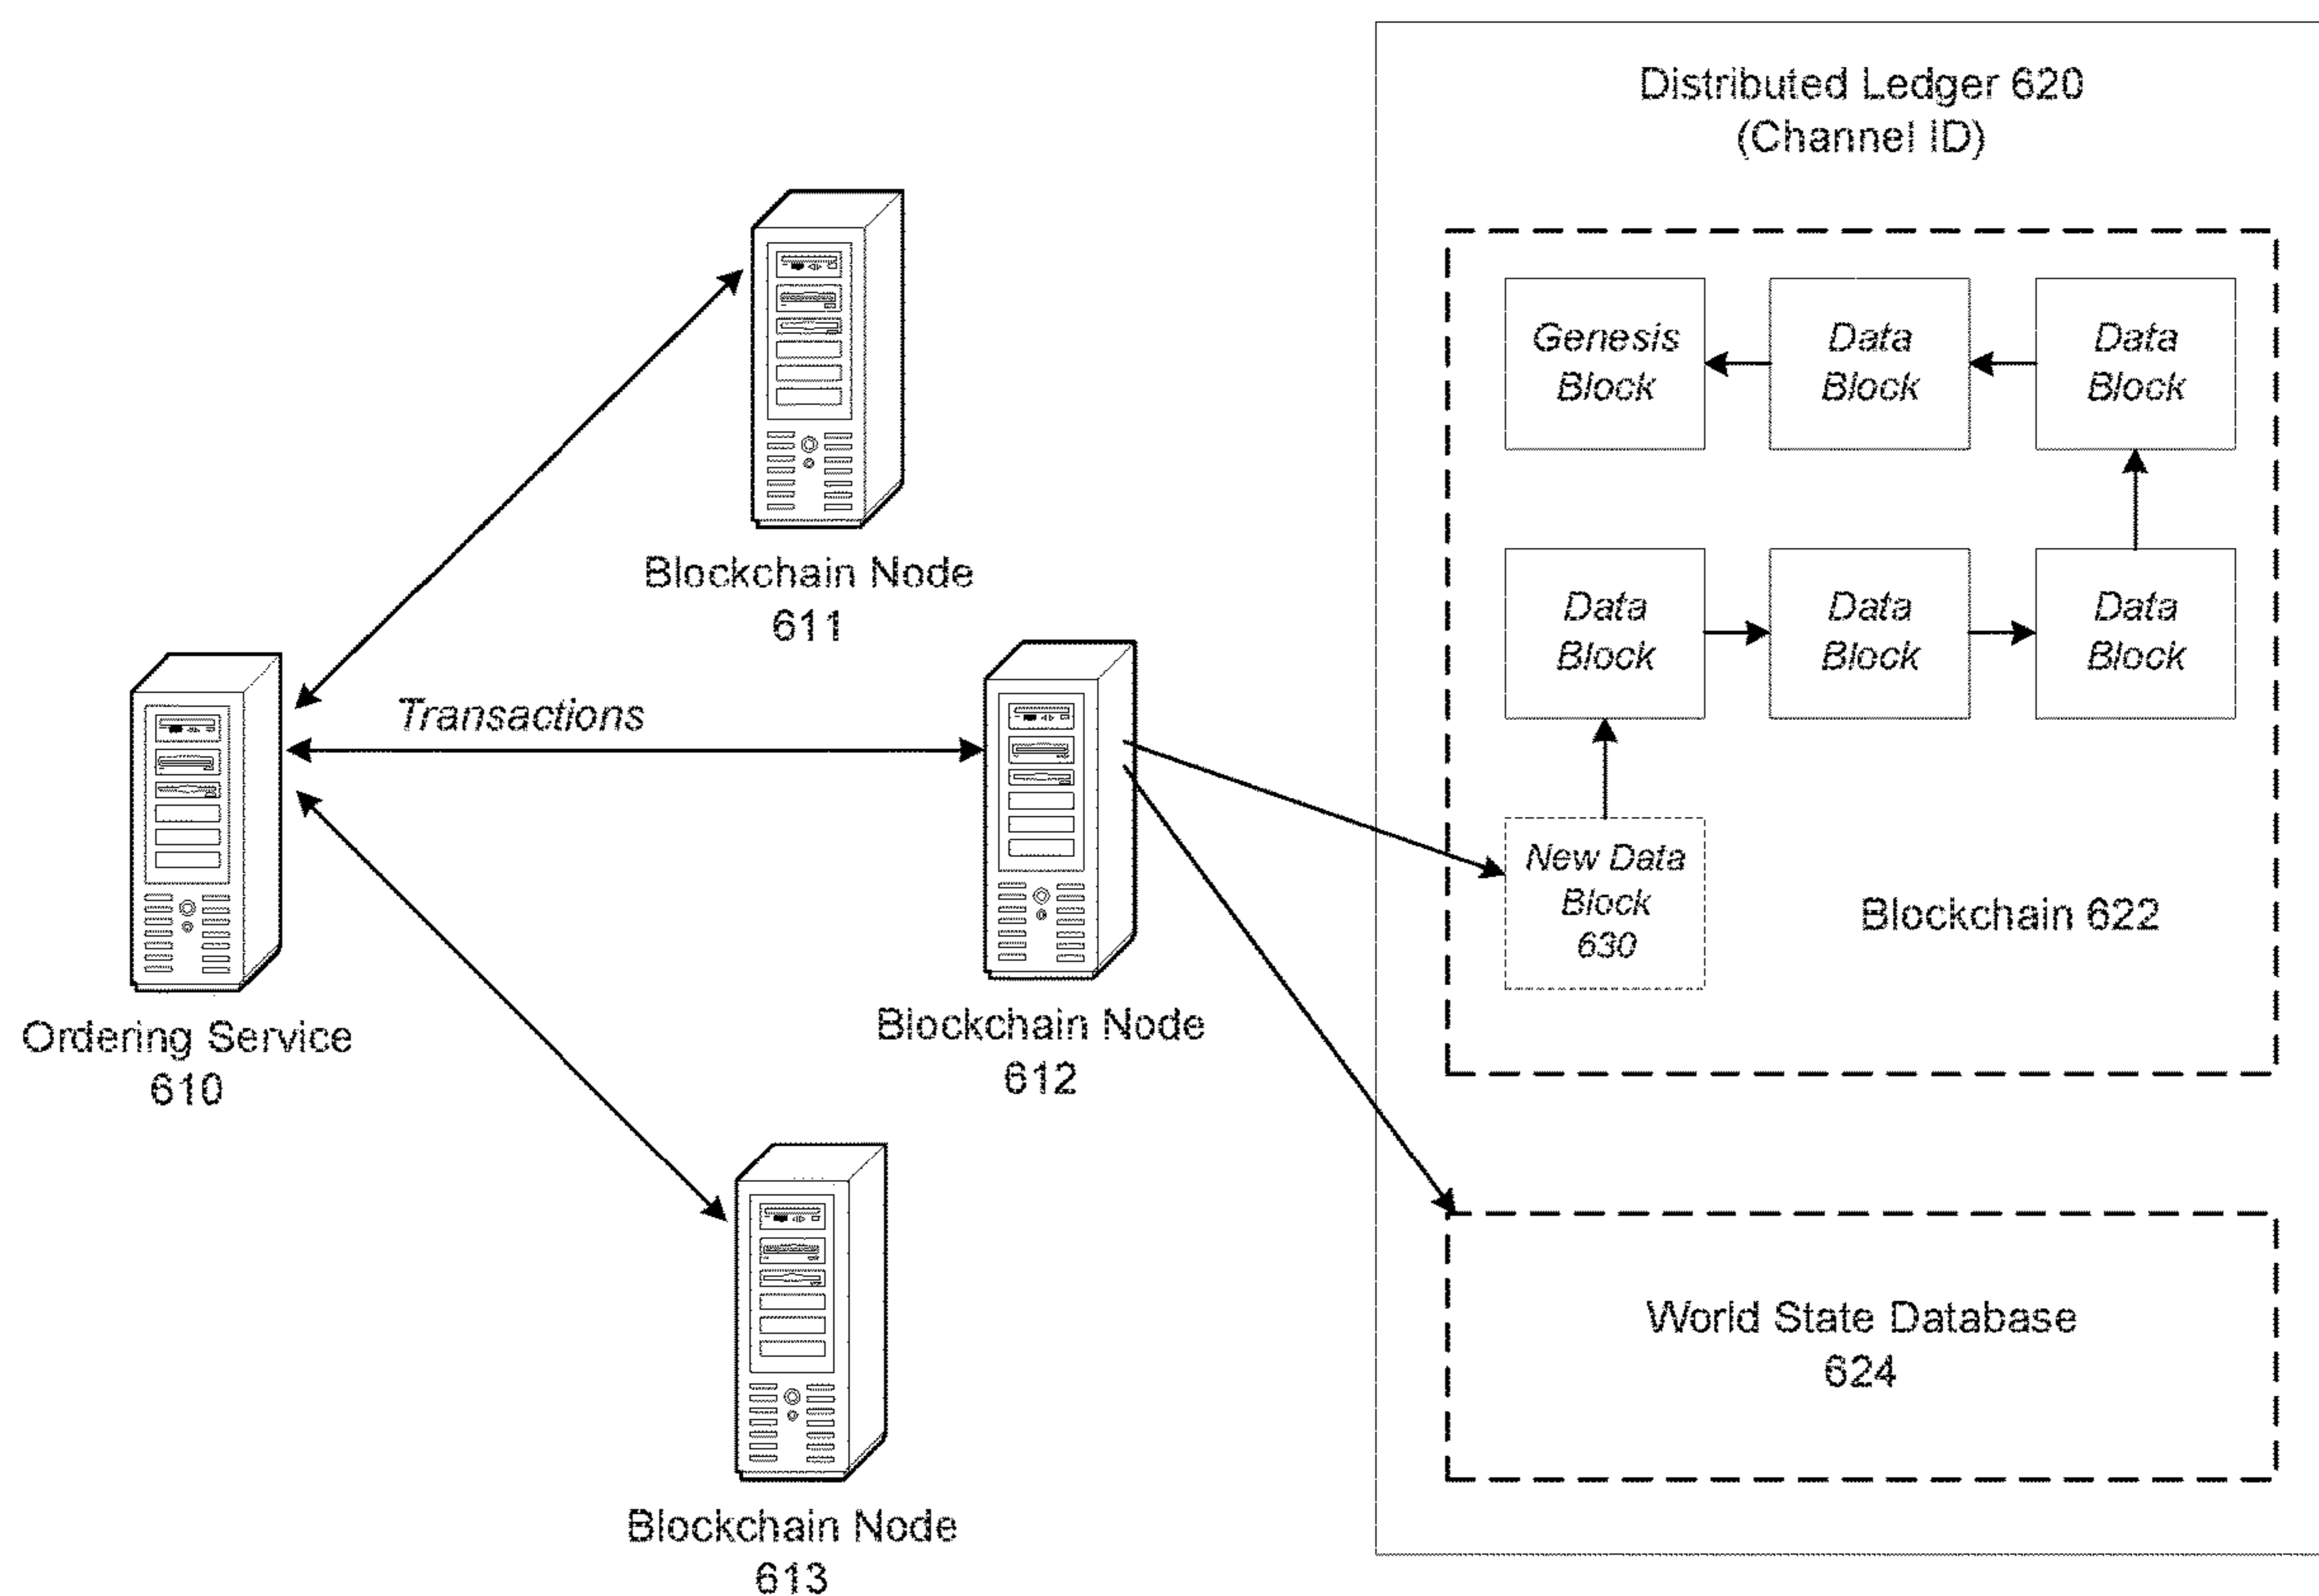 Distributed Ledger 620
(Channel ID)
Genesis
Block
Data
Block
Data
Block
Blockchain Node
611
Data
Block
Data
Block
Data
Block
Transactions
New Data
Block
630
Blockchain 622
Ordering Service
610
Blockchain Node
612
World State Database
624
Blockchain Node
613